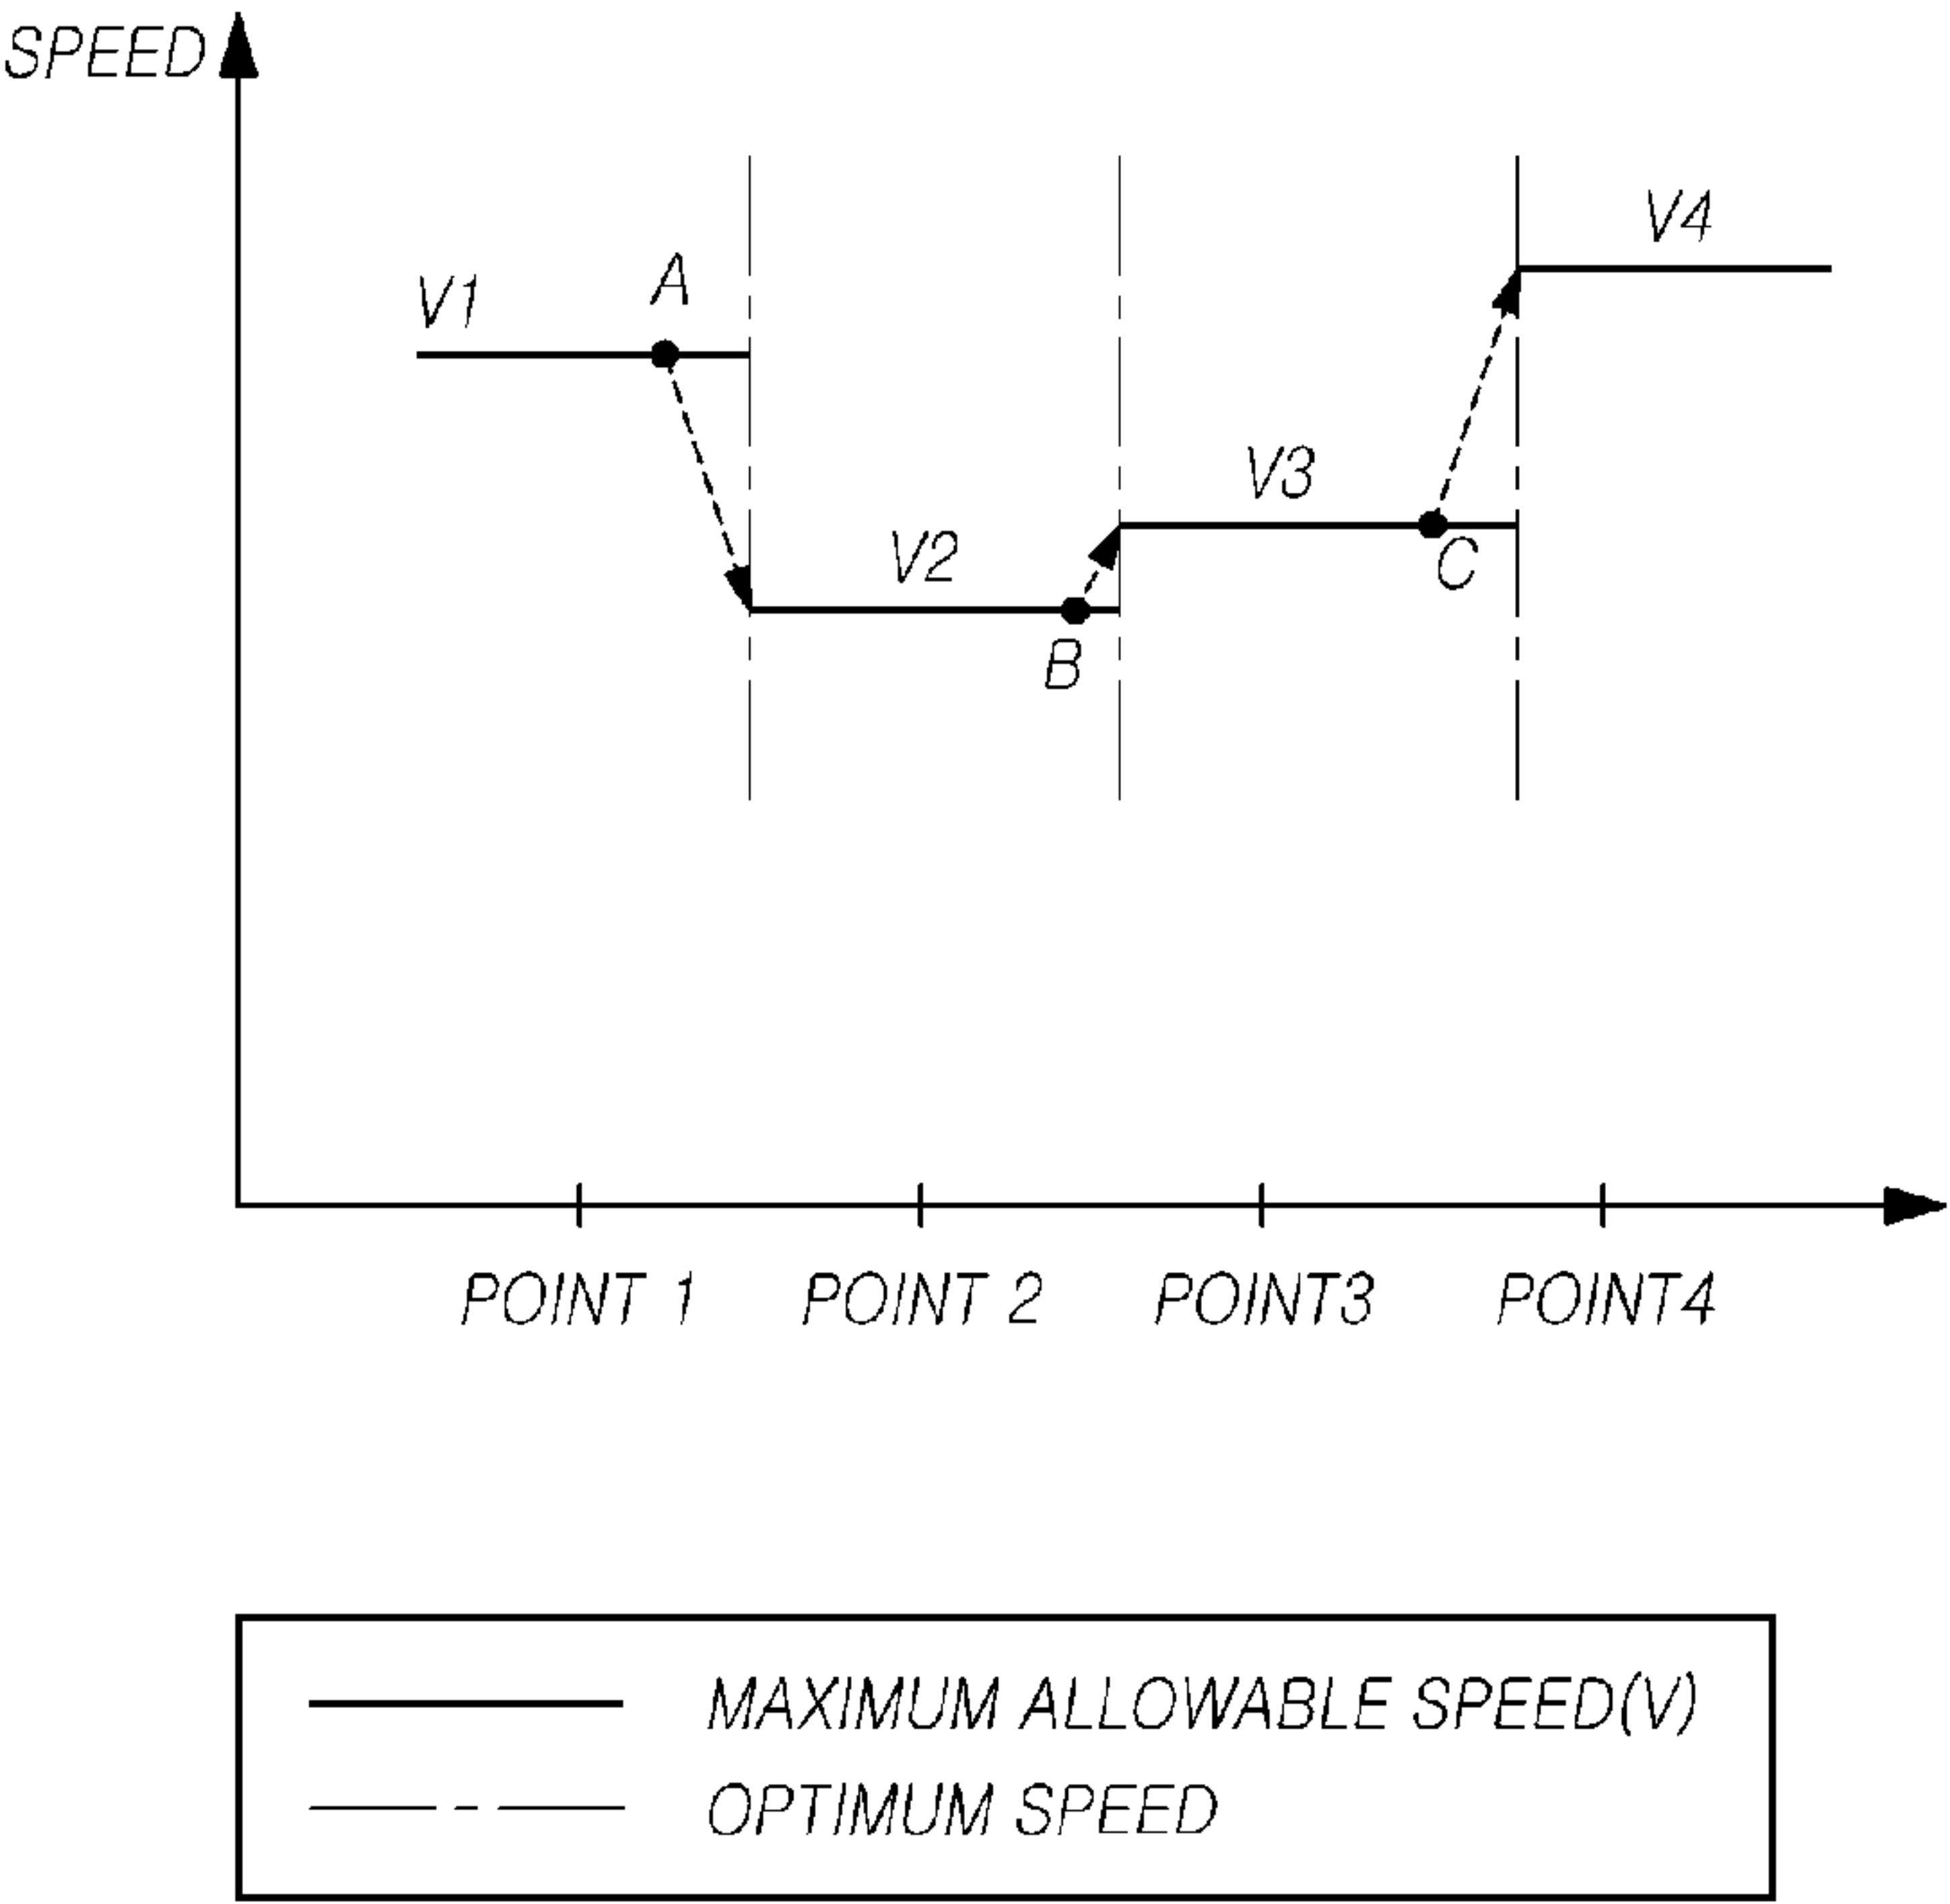 SPEED
V4
A
V1
V3
V2
C
B
POINT 1
POINT 2
POINT3
POINT4
MAXIMUM ALLOWABLE SPEED(V)
OPTIMUM SPEED